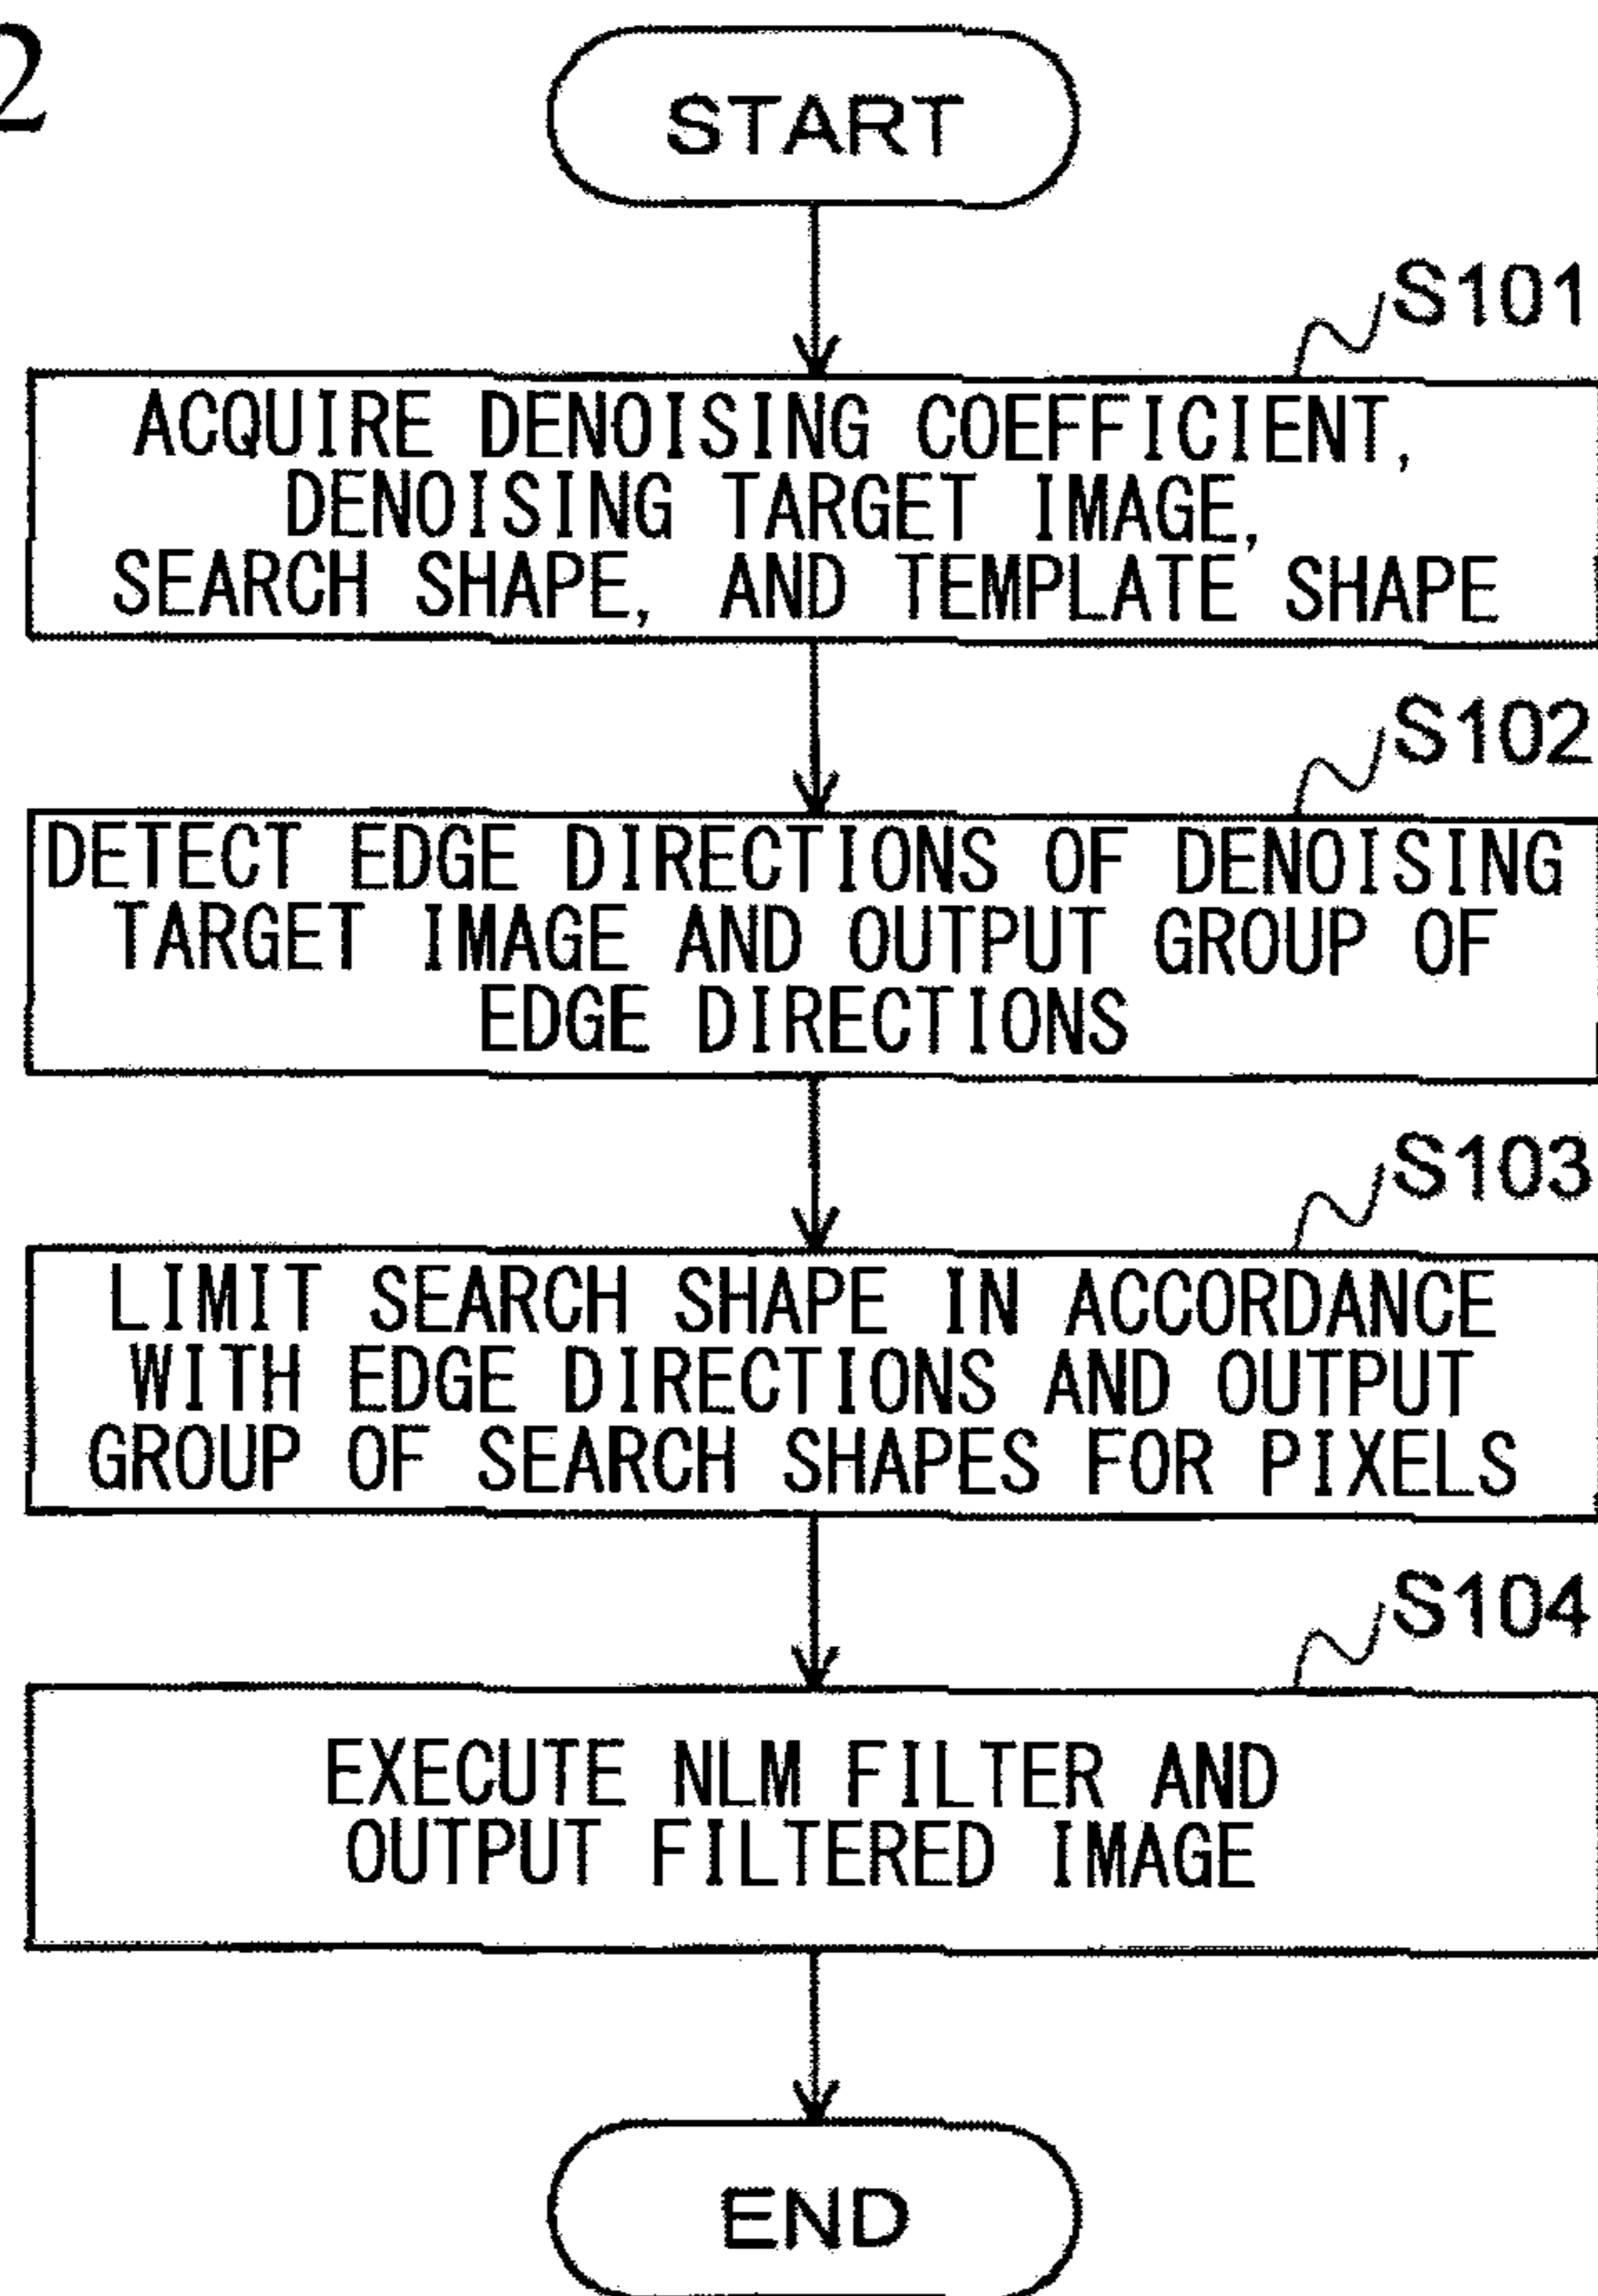 2
START
S101
ACQUIRE DENOISING COEFFICIENT,
DENOISING TARGET IMAGE,
SEARCH SHAPE, AND TEMPLATE SHAPE
S102
DETECT EDGE DIRECTIONS OF DENOISING
TARGET IMAGE AND OUTPUT GROUP OF
EDGE DIRECTIONS
S103
LIMIT SEARCH SHAPE IN ACCORDANCE
WITH EDGE DIRECTIONS AND OUTPUT
GROUP OF SEARCH SHAPES FOR PIXELS
S104
EXECUTE NLM FILTER AND
OUTPUT FILTERED IMAGE
END